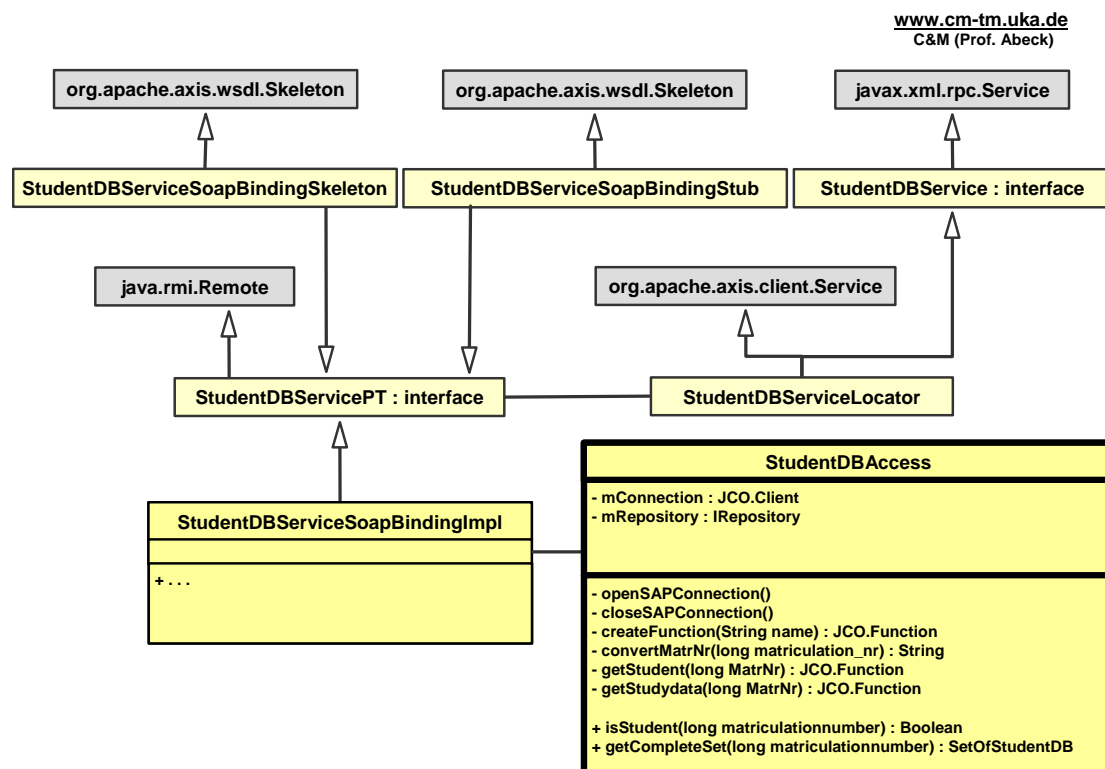 www.cm-tm.uka.de
C&M (Prof. Abeck)
org.apache.axis.wsdl.Skeleton
org.apache.axis.wsdl.Skeleton
javax.xml.rpc.Service
StudentDBServiceSoapBindingSkeleton
StudentDBServiceSoapBindingStub
StudentDBService : interface
java.rmi.Remote
org.apache.axis.client.Service
StudentDBServicePT : interface
StudentDBServiceLocator
StudentDBAccess
- mConnection : JCO.Client
- mRepository : IRepository
StudentDBServiceSoapBindingImpl
+ . . .
- openSAPConnection()
- closeSAPConnection()
- createFunction(String name) : JCO.Function
- convertMatrNr(long matriculation_nr) : String
- getStudent(long MatrNr) : JCO.Function
- getStudydata(long MatrNr) : JCO.Function
+ isStudent(long matriculationnumber) : Boolean
+ getCompleteSet(long matriculationnumber) : SetOfStudentDB